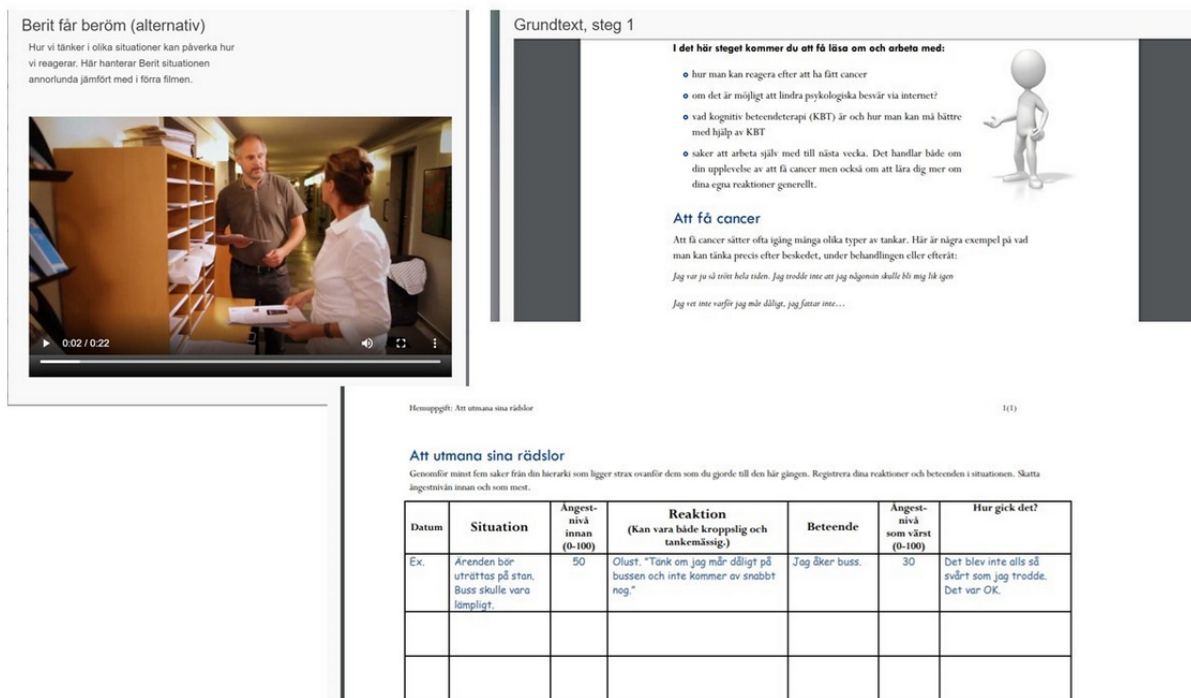 Berit får beröm (alternativ)
Hur vi tänker i olika situationer kan påverka hur
vi reagerar. Här hanterar Berit situationen
annorlunda jämfört med i förra filmen.
0:02 / 0:22
Grundtext, steg 1
I det här steget kommer du att få läsa om och arbeta med:
hur man kan reagera efter att ha fått cancer
om det är möjligt att lindra psykologiska besvär via internet?
vad kognitiv beteendeterapi (KBT) är och hur man kan må bättre
med hjälp av KBT
saker att arbeta själv med till nästa vecka. Det handlar både om
din upplevelse av att få cancer men också om att lära dig mer om
dina egna reaktioner generellt.
Att få cancer
Att få cancer sätter ofta igång många olika typer av tankar. Här är några exempel på vad
man kan tänka precis efter beskedet, under behandlingen eller efteråt:
Jag var ju så trött hela tiden. Jag trodde inte att jag någonsin skulle bli mig lik igen
Jag vet inte varför jag mår dåligt, jag fattar inte…
Hemuppgift: Att utmana sina rädslor 1(1)
Att utmana sina rädslor
Genomför minst fem saker från din hierarki som ligger strax ovanför dem som du gjorde till den här gången. Registrera dina reaktioner och beteenden i situationen. Skatta
ångestnivån innan och som mest.
Datum
Situation
Ångest-
nivå
innan
(0-100)
Reaktion
(Kan vara både kroppslig och
tankemässig.)
Beteende
Ångest-
nivå
som värst
(0-100)
Hur gick det?
Ex.
Ärenden bör
uträttas på stan.
Buss skulle vara
lämpligt.
50
Olust. "Tänk om jag mår dåligt på
bussen och inte kommer av snabbt
nog."
Jag åker buss.
30
Det blev inte alls så
svårt som jag trodde.
Det var OK.